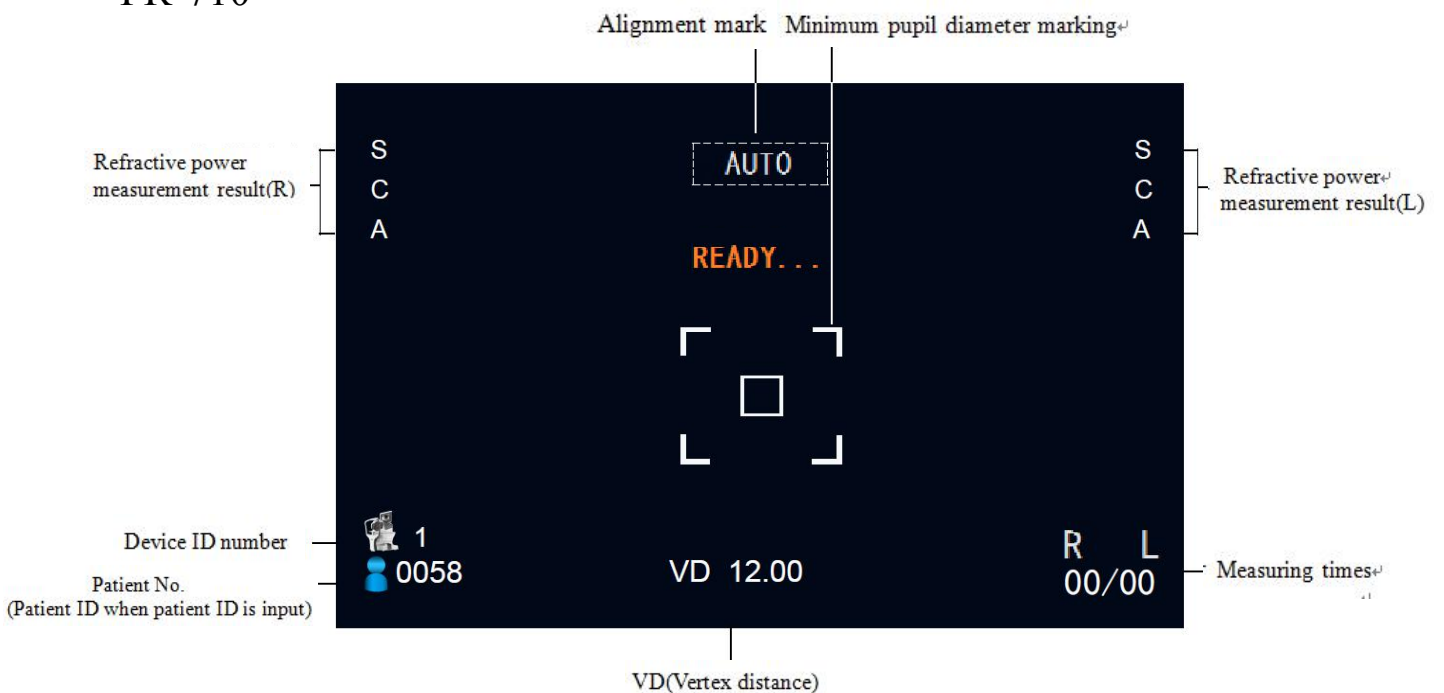 Alignment mark Minimum pupil diameter marking
Refractive power
measurement result(R)
S
C
A
AUTO
READY...
S
C
A
Refractive power
measurement result(L)
Device ID number
1
Patient No.
(Patient ID when patient ID is input)
0058
VD 12.00
R L
00/00
Measuring times
VD(Vertex distance)